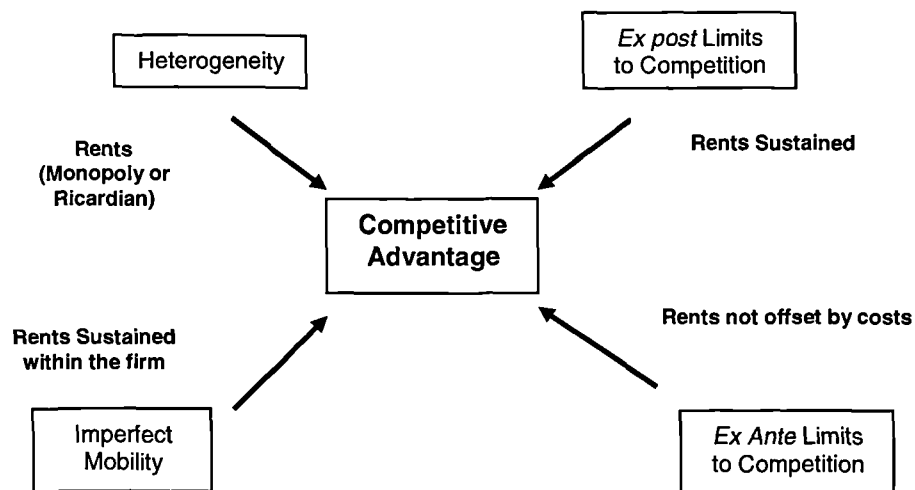 Heterogeneity
Ex post Limits
to Competition
Rents
(Monopoly or
Ricardian)
Rents Sustained
Competitive
Advantage
Rents Sustained
within the firm
Rents not offset by costs
Imperfect
Mobility
Ex Ante Limits
to Competition